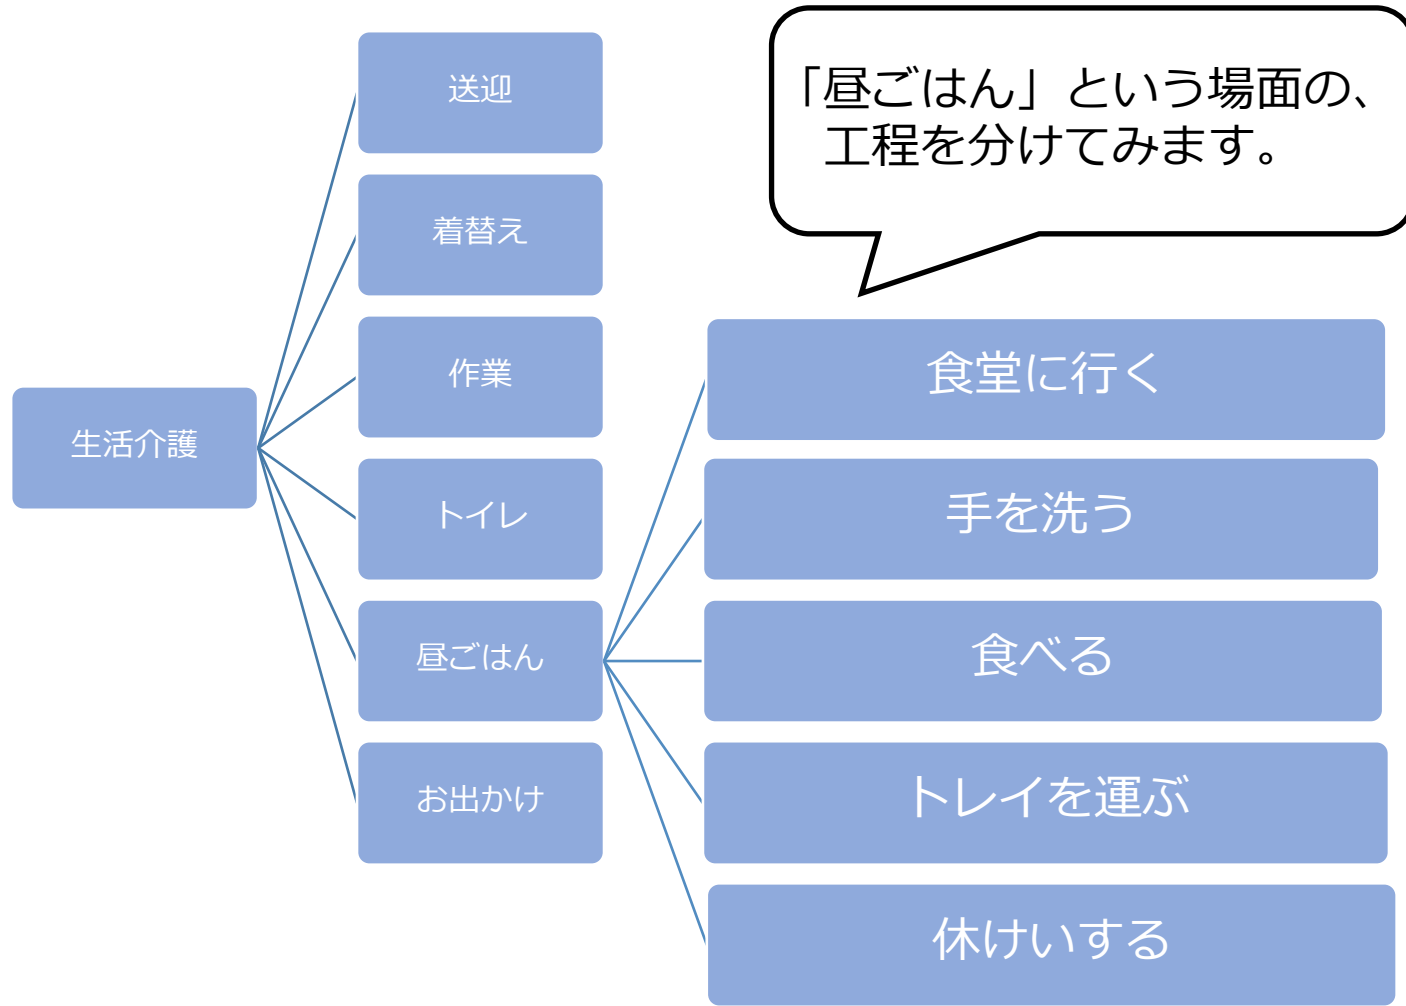 「昼ごはん」という場面の、
工程を分けてみます。
生活介護
送迎
着替え
作業
トイレ
昼ごはん
お出かけ
食堂に行く
手を洗う
食べる
トレイを運ぶ
休けいする